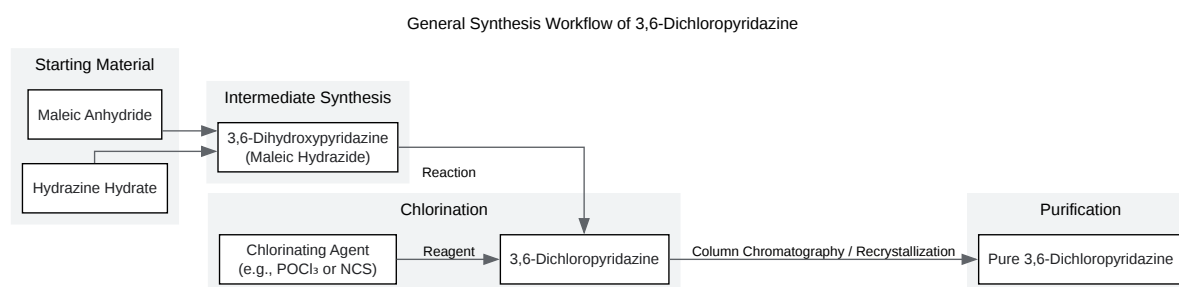 General Synthesis Workflow of 3,6-Dichloropyridazine
Starting Material
Maleic Anhydride
Hydrazine Hydrate
Intermediate Synthesis
3,6-Dihydroxypyridazine
(Maleic Hydrazide)
Reaction
Chlorination
Chlorinating Agent
(e.g., POCl₃ or NCS)
Reagent
3,6-Dichloropyridazine
Column Chromatography / Recrystallization
Purification
Pure 3,6-Dichloropyridazine